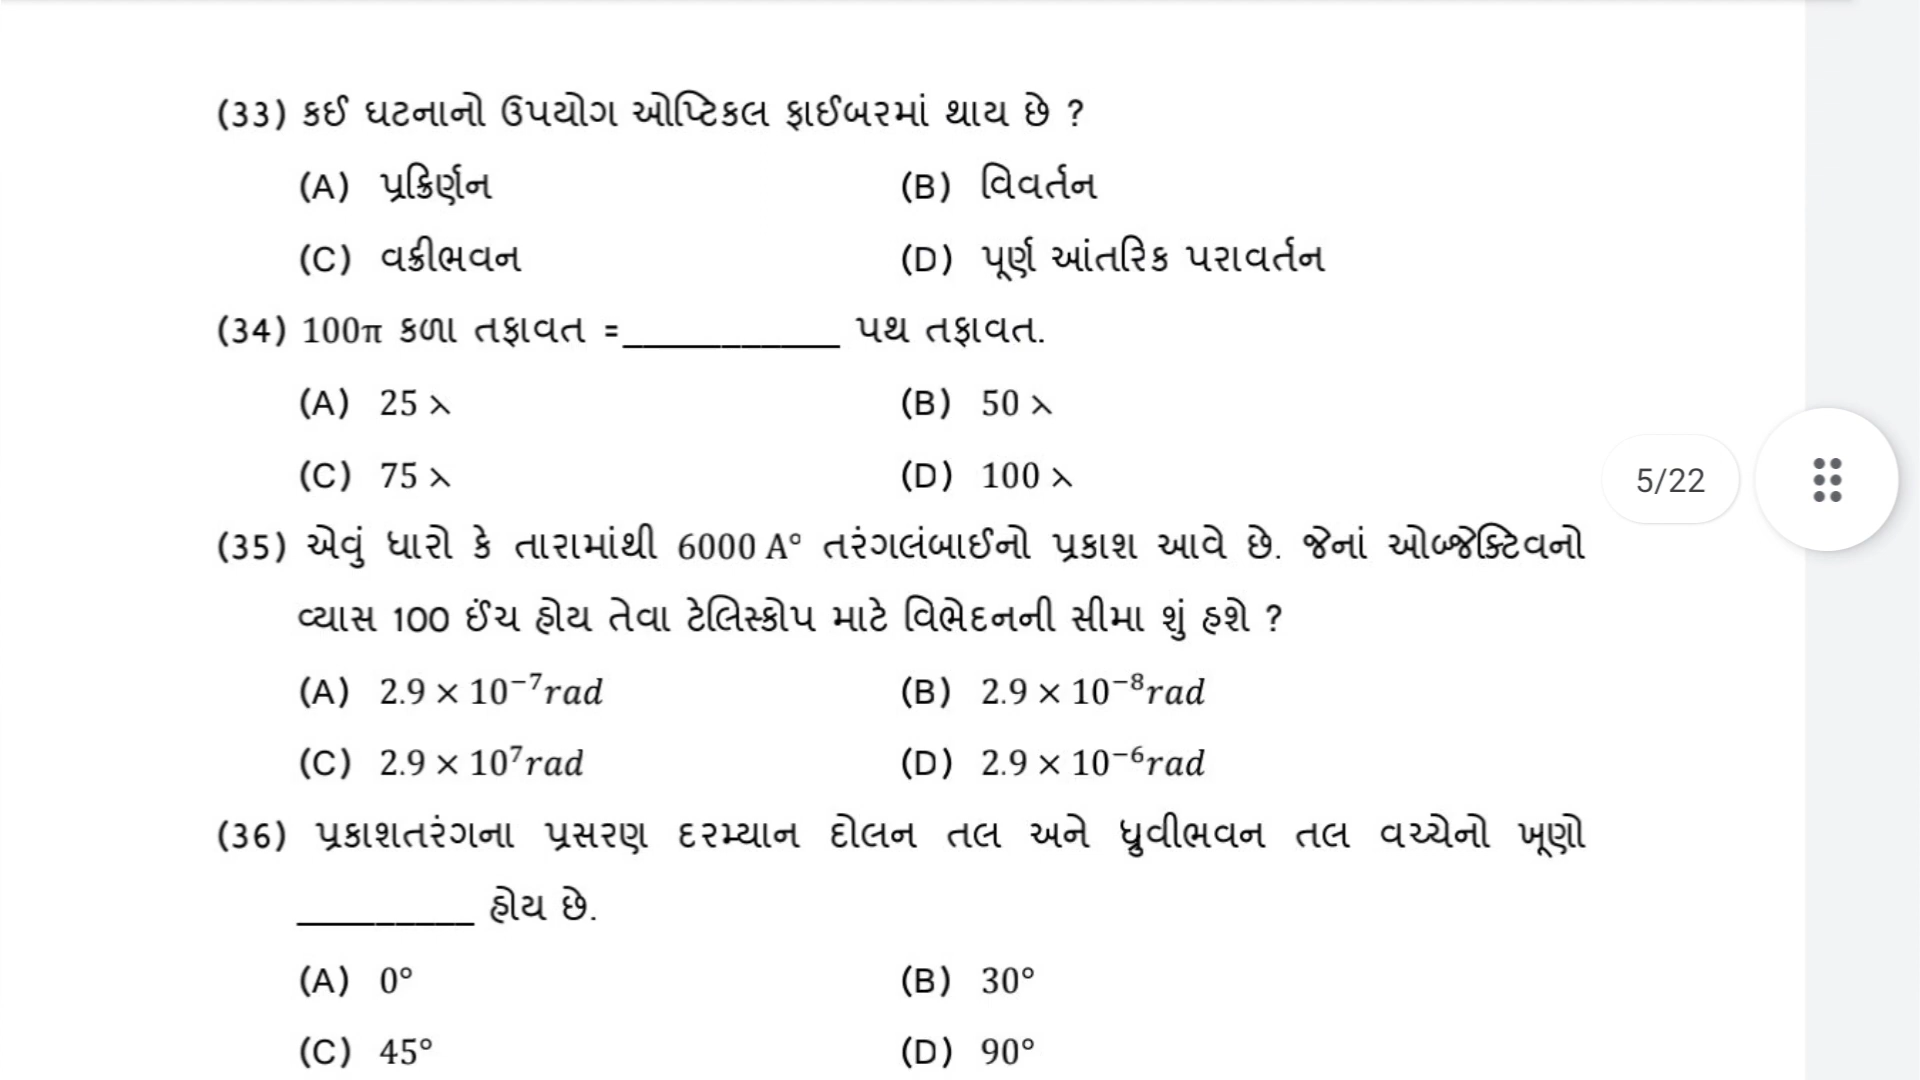 (33) કઈ ઘટનાનો ઉપયોગ ઓપ્ટિકલ ફાઈબરમાં થાય છે ?
(A) પ્રક્રિર્ણન (B) વિવર્તન
(C) વક્રીભવન (D) પૂર્ણ આંતરિક પરાવર્તન
(34) 100π કળા તફાવત =___________ પથ તફાવત.
(A) 25 λ (B) 50 λ
(C) 75 λ (D) 100 λ
5/22
(35) એવું ધારો કે તારામાંથી 6000 A° તરંગલંબાઈનો પ્રકાશ આવે છે. જેનાં ઓબ્જેક્ટિવનો
વ્યાસ 100 ઈંચ હોય તેવા ટેલિસ્કોપ માટે વિભેદનની સીમા શું હશે ?
(A) 2.9 × 10⁻⁷rad (B) 2.9 × 10⁻⁸rad
(C) 2.9 × 10⁷rad (D) 2.9 × 10⁻⁶rad
(36) પ્રકાશતરંગના પ્રસરણ દરમ્યાન દોલન તલ અને ધ્રુવીભવન તલ વચ્ચેનો ખૂણો
_________ હોય છે.
(A) 0° (B) 30°
(C) 45° (D) 90°